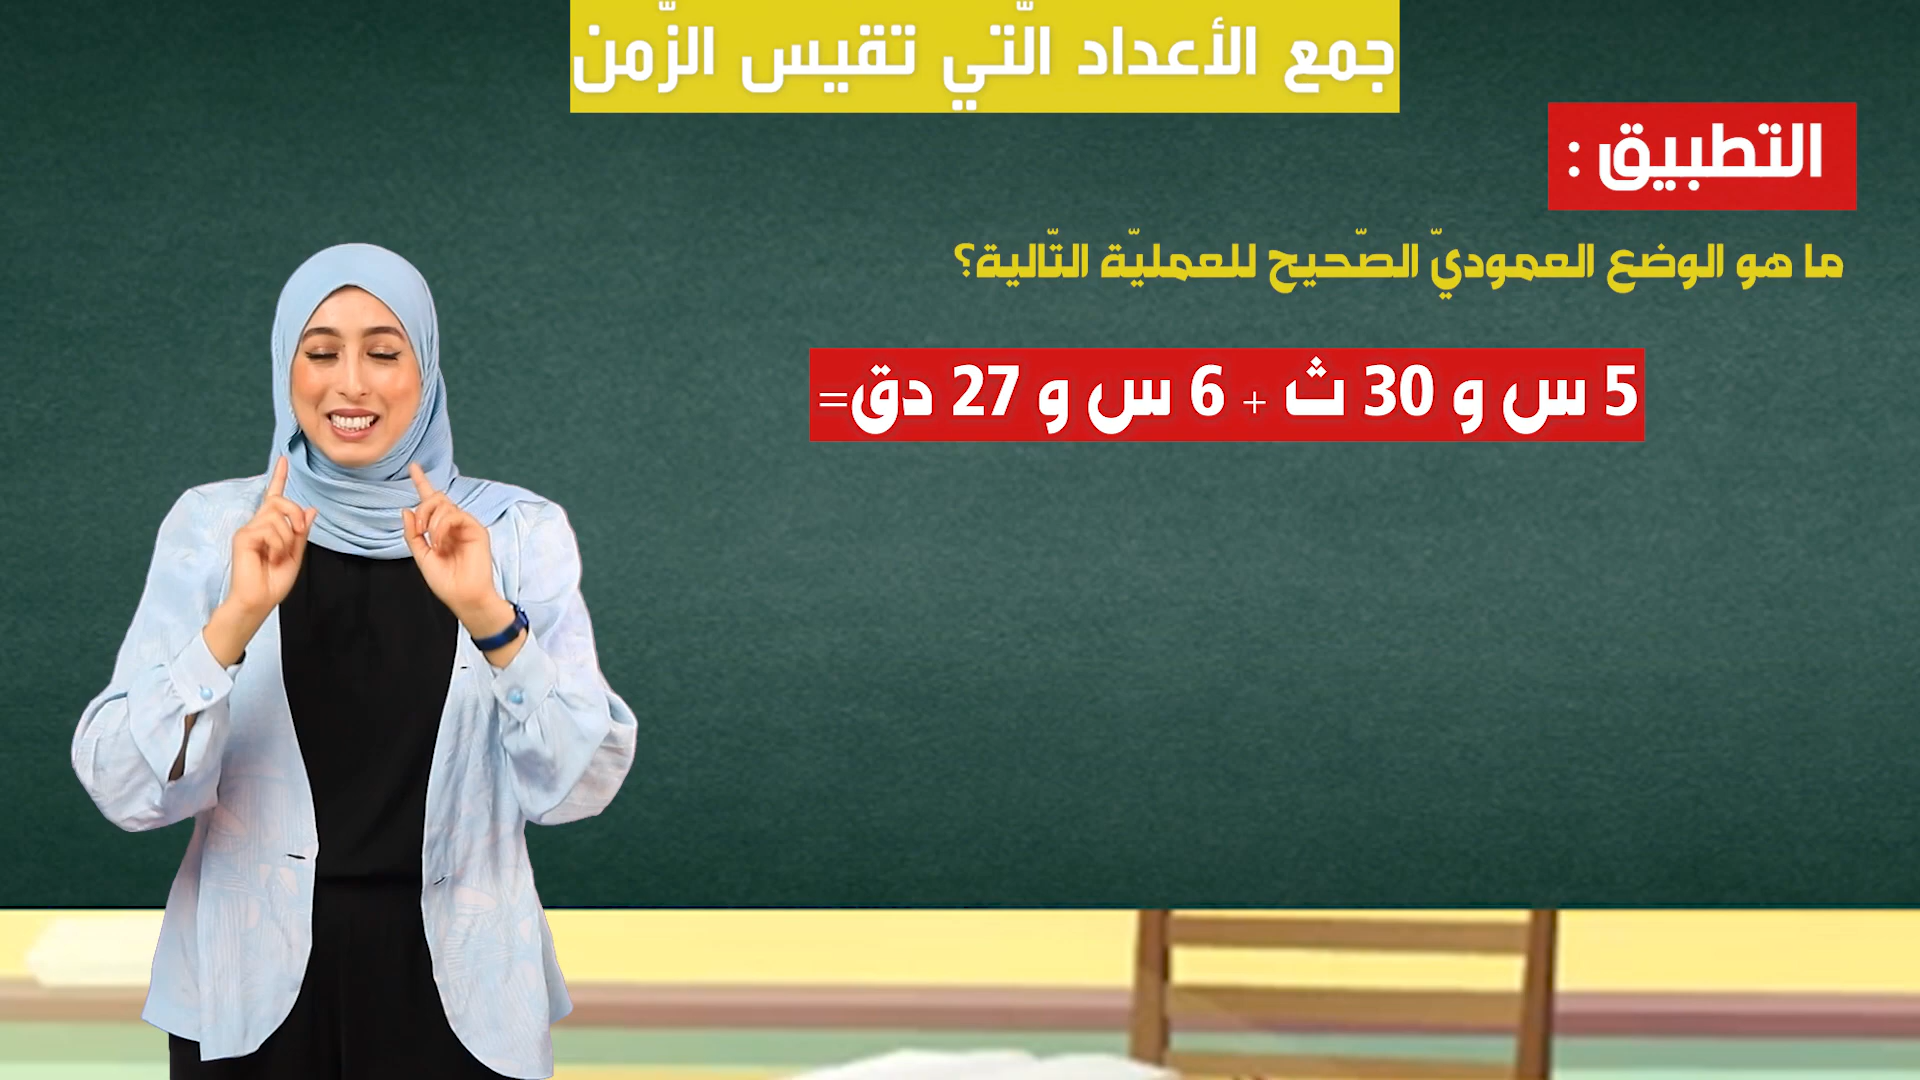 جمع الأعداد الّتي تقيس الزّمن
التطبيق :
ما هو الوضع العموديّ الصّحيح للعمليّة التّالية؟
5 س و 30 ث + 6 س و 27 دق=